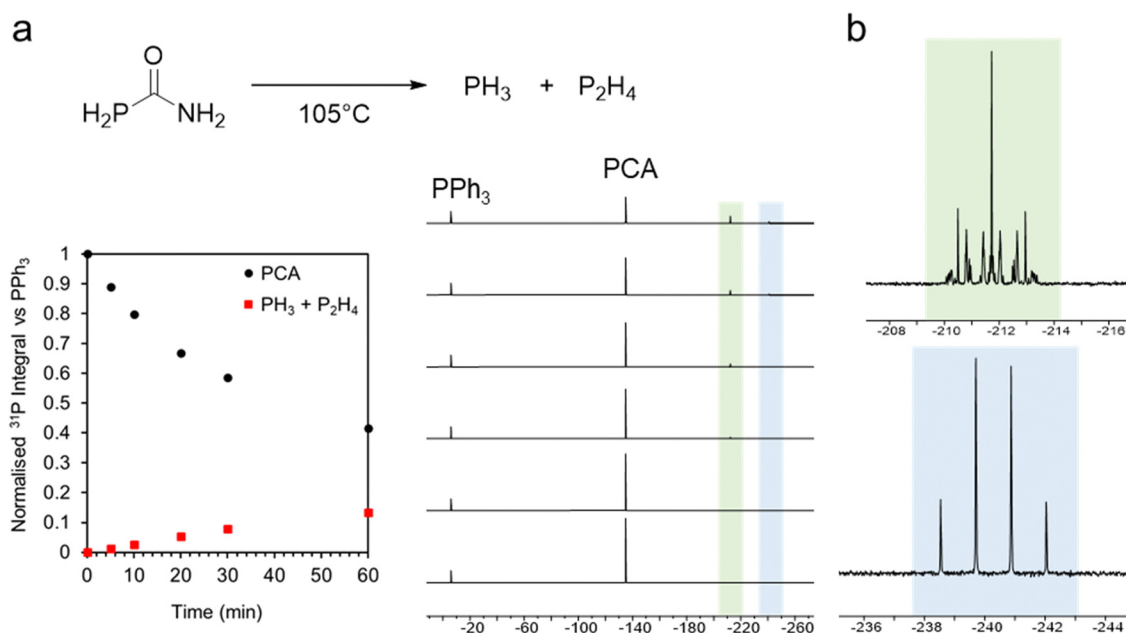 a
O
H₂P NH₂
105°C
PH₃ + P₂H₄
PPh₃
PCA
Normalised ³¹P Integral vs PPh₃
1
0.9
0.8
0.7
0.6
0.5
0.4
0.3
0.2
0.1
0
PCA
PH₃ + P₂H₄
0 10 20 30 40 50 60
Time (min)
-20 -60 -100 -140 -180 -220 -260
b
-208 -210 -212 -214 -216
-236 -238 -240 -242 -244